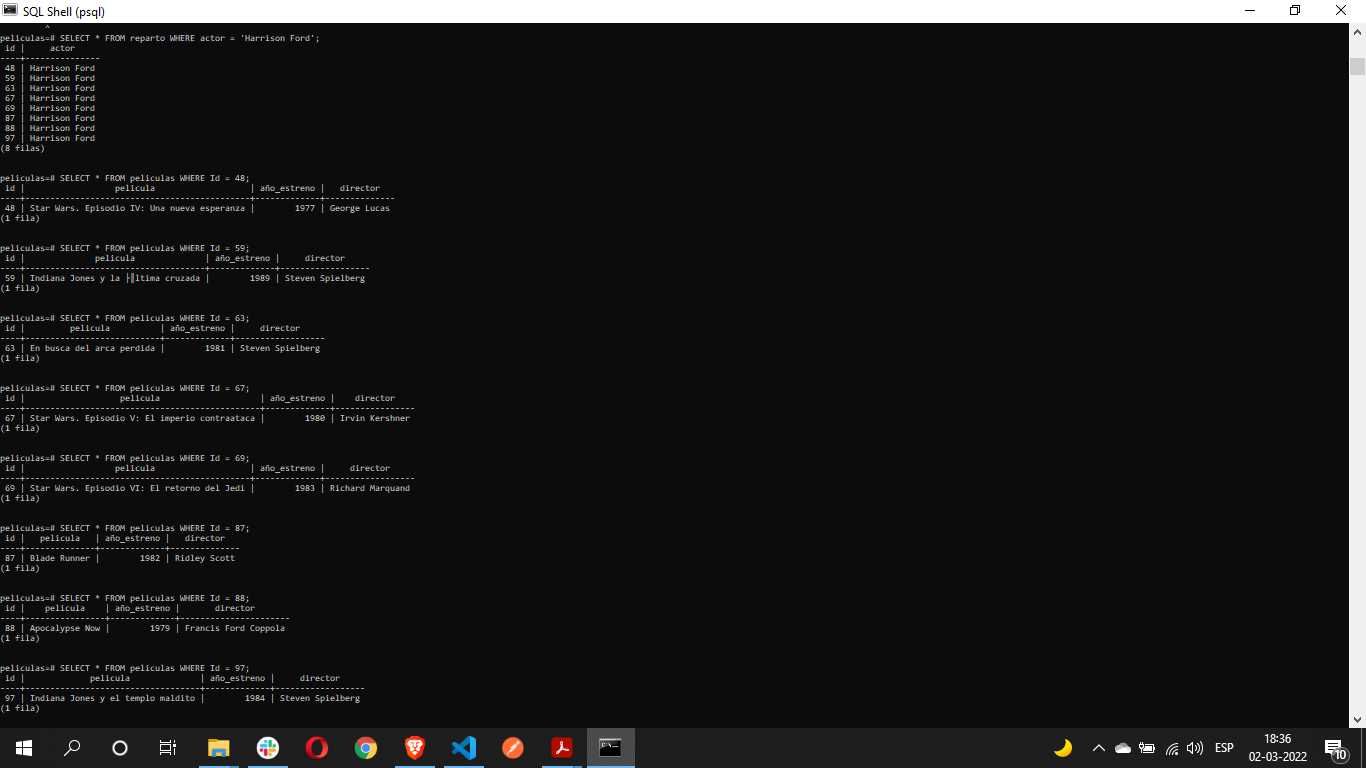 SQL Shell (psql)
^
peliculas=# SELECT * FROM reparto WHERE actor = 'Harrison Ford';
 id |     actor
----+---------------
 48 | Harrison Ford
 59 | Harrison Ford
 63 | Harrison Ford
 67 | Harrison Ford
 69 | Harrison Ford
 87 | Harrison Ford
 88 | Harrison Ford
 97 | Harrison Ford
(8 filas)
peliculas=# SELECT * FROM peliculas WHERE Id = 48;
 id |                  pelicula                  | año_estreno |   director
----+--------------------------------------------+-------------+--------------
 48 | Star Wars. Episodio IV: Una nueva esperanza |        1977 | George Lucas
(1 fila)
peliculas=# SELECT * FROM peliculas WHERE Id = 59;
 id |              pelicula              | año_estreno |     director
----+------------------------------------+-------------+------------------
 59 | Indiana Jones y la ├║ltima cruzada |        1989 | Steven Spielberg
(1 fila)
peliculas=# SELECT * FROM peliculas WHERE Id = 63;
 id |         pelicula          | año_estreno |     director
----+---------------------------+-------------+------------------
 63 | En busca del arca perdida |        1981 | Steven Spielberg
(1 fila)
peliculas=# SELECT * FROM peliculas WHERE Id = 67;
 id |                   pelicula                    | año_estreno |    director
----+-----------------------------------------------+-------------+----------------
 67 | Star Wars. Episodio V: El imperio contraataca |        1980 | Irvin Kershner
(1 fila)
peliculas=# SELECT * FROM peliculas WHERE Id = 69;
 id |                  pelicula                   | año_estreno |     director
----+---------------------------------------------+-------------+------------------
 69 | Star Wars. Episodio VI: El retorno del Jedi |        1983 | Richard Marquand
(1 fila)
peliculas=# SELECT * FROM peliculas WHERE Id = 87;
 id |   pelicula   | año_estreno |   director
----+--------------+-------------+--------------
 87 | Blade Runner |        1982 | Ridley Scott
(1 fila)
peliculas=# SELECT * FROM peliculas WHERE Id = 88;
 id |    pelicula    | año_estreno |       director
----+----------------+-------------+----------------------
 88 | Apocalypse Now |        1979 | Francis Ford Coppola
(1 fila)
peliculas=# SELECT * FROM peliculas WHERE Id = 97;
 id |             pelicula              | año_estreno |     director
----+-----------------------------------+-------------+------------------
 97 | Indiana Jones y el templo maldito |        1984 | Steven Spielberg
(1 fila)
ESP
18:36
02-03-2022
10